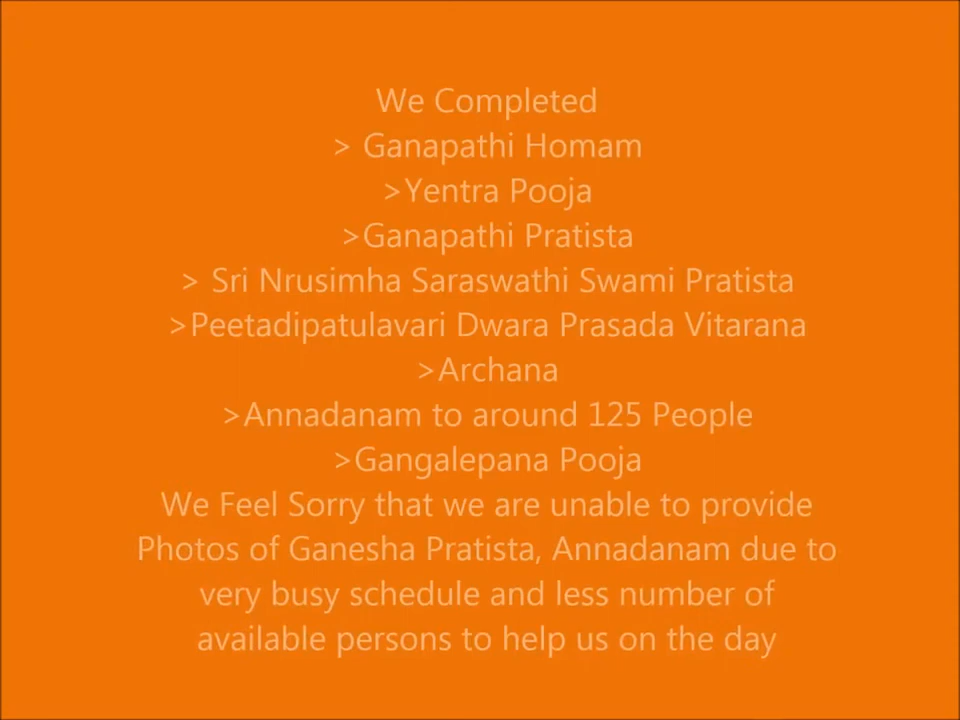 We Completed
> Ganapathi Homam
>Yentra Pooja
>Ganapathi Pratista
> Sri Nrusimha Saraswathi Swami Pratista
>Peetadipatulavari Dwara Prasada Vitarana
>Archana
>Annadanam to around 125 People
>Gangalepana Pooja
We Feel Sorry that we are unable to provide
Photos of Ganesha Pratista, Annadanam due to
very busy schedule and less number of
available persons to help us on the day